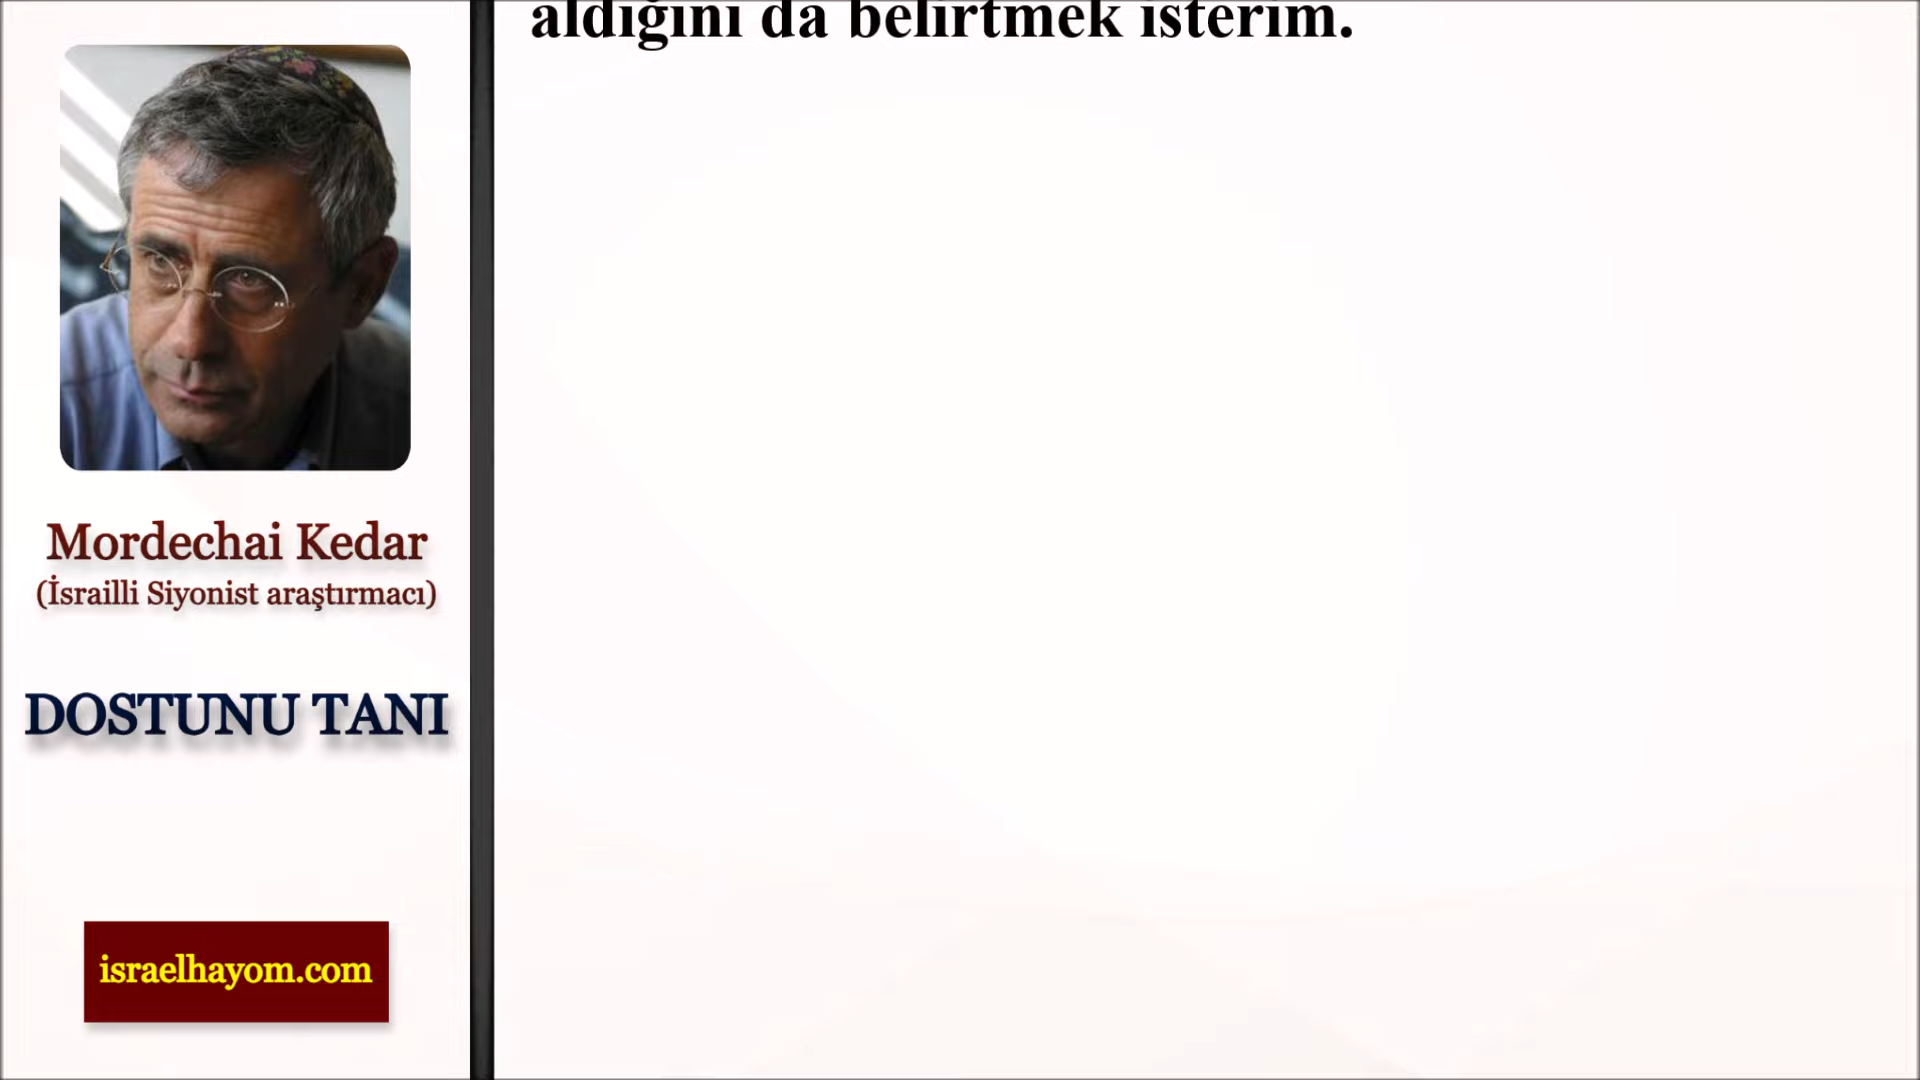 aldığını da belirtmek isterim.
Mordechai Kedar
(İsrailli Siyonist araştırmacı)
DOSTUNU TANI
israelhayom.com